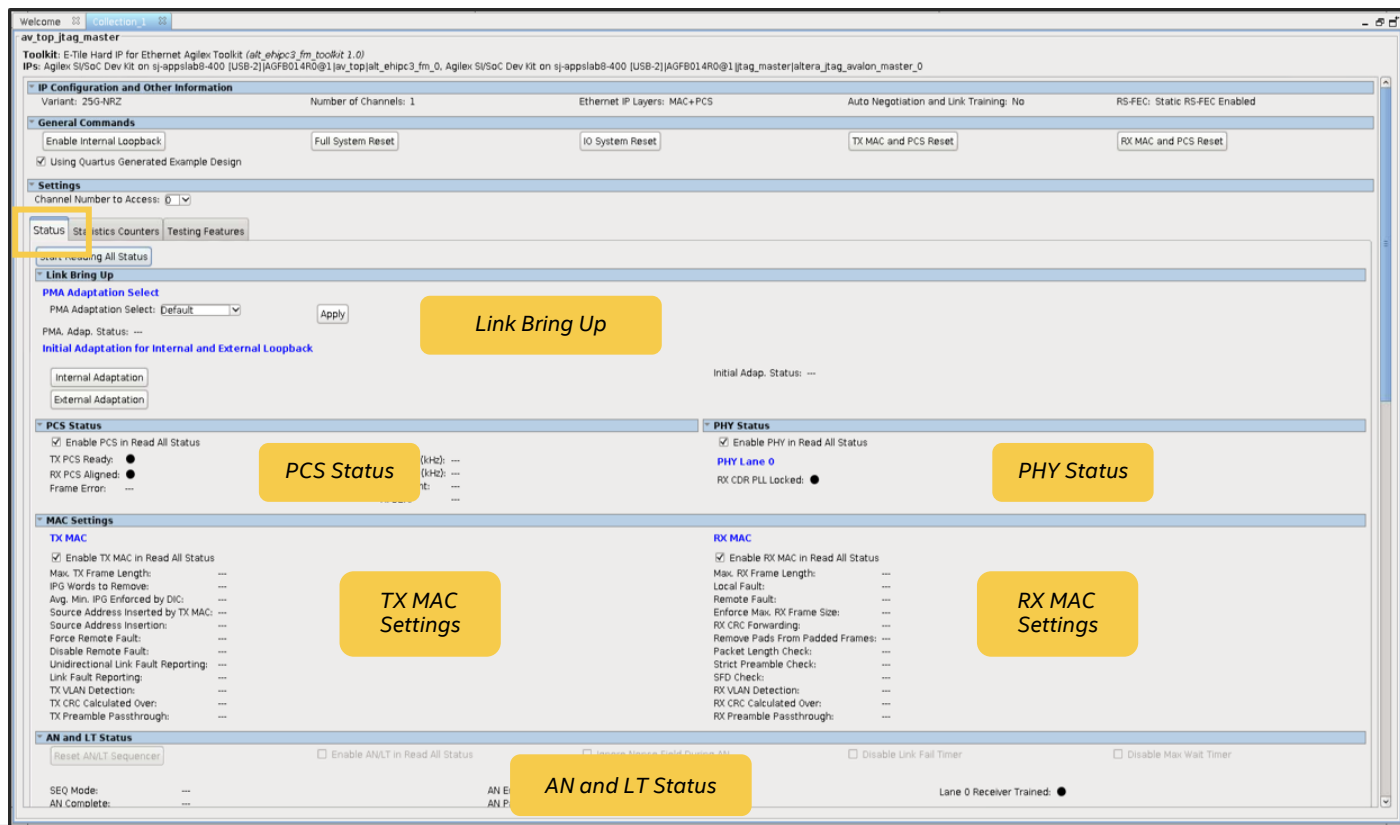 Welcome Collection_1
av_top_jtag_master
Toolkit: E-Tile Hard IP for Ethernet Agilex Toolkit (alt_ehipc3_fm_toolkit 1.0)
IPs: Agilex SI/SoC Dev Kit on sj-appslab8-400 [USB-2]|AGFB014R0@1|av_top|alt_ehipc3_fm_0, Agilex SI/SoC Dev Kit on sj-appslab8-400 [USB-2]|AGFB014R0@1|jtag_master|altera_jtag_avalon_master_0
IP Configuration and Other Information
Variant: 25G-NRZ Number of Channels: 1 Ethernet IP Layers: MAC+PCS Auto Negotiation and Link Training: No RS-FEC: Static RS-FEC Enabled
General Commands
Enable Internal Loopback Full System Reset IO System Reset TX MAC and PCS Reset RX MAC and PCS Reset
Using Quartus Generated Example Design
Settings
Channel Number to Access: 0
Status Statistics Counters Testing Features
Start Reading All Status
Link Bring Up
PMA Adaptation Select
PMA Adaptation Select: Default Apply
Link Bring Up
PMA. Adap. Status: ---
Initial Adaptation for Internal and External Loopback
Internal Adaptation Initial Adap. Status: ---
External Adaptation
PCS Status
Enable PCS in Read All Status
TX PCS Ready: (kHz): ---
RX PCS Aligned: (kHz): ---
Frame Error: --- nt: ---
---
PCS Status
PHY Status
Enable PHY in Read All Status
PHY Lane 0
RX CDR PLL Locked:
PHY Status
MAC Settings
TX MAC
Enable TX MAC in Read All Status
Max. TX Frame Length: ---
IPG Words to Remove: ---
Avg. Min. IPG Enforced by DIC: ---
Source Address Inserted by TX MAC: ---
Source Address Insertion: ---
Force Remote Fault: ---
Disable Remote Fault: ---
Unidirectional Link Fault Reporting: ---
Link Fault Reporting: ---
TX VLAN Detection: ---
TX CRC Calculated Over: ---
TX Preamble Passthrough: ---
TX MAC
Settings
RX MAC
Enable RX MAC in Read All Status
Max. RX Frame Length: ---
Local Fault: ---
Remote Fault: ---
Enforce Max. RX Frame Size: ---
RX CRC Forwarding: ---
Remove Pads From Padded Frames: ---
Packet Length Check: ---
Strict Preamble Check: ---
SFD Check: ---
RX VLAN Detection: ---
RX CRC Calculated Over: ---
RX Preamble Passthrough: ---
RX MAC
Settings
AN and LT Status
Reset AN/LT Sequencer Enable AN/LT in Read All Status Ignore Nonce Field During AN Disable Link Fail Timer Disable Max Wait Timer
AN and LT Status
SEQ Mode: --- AN Lane 0 Receiver Trained:
AN Complete: --- AN